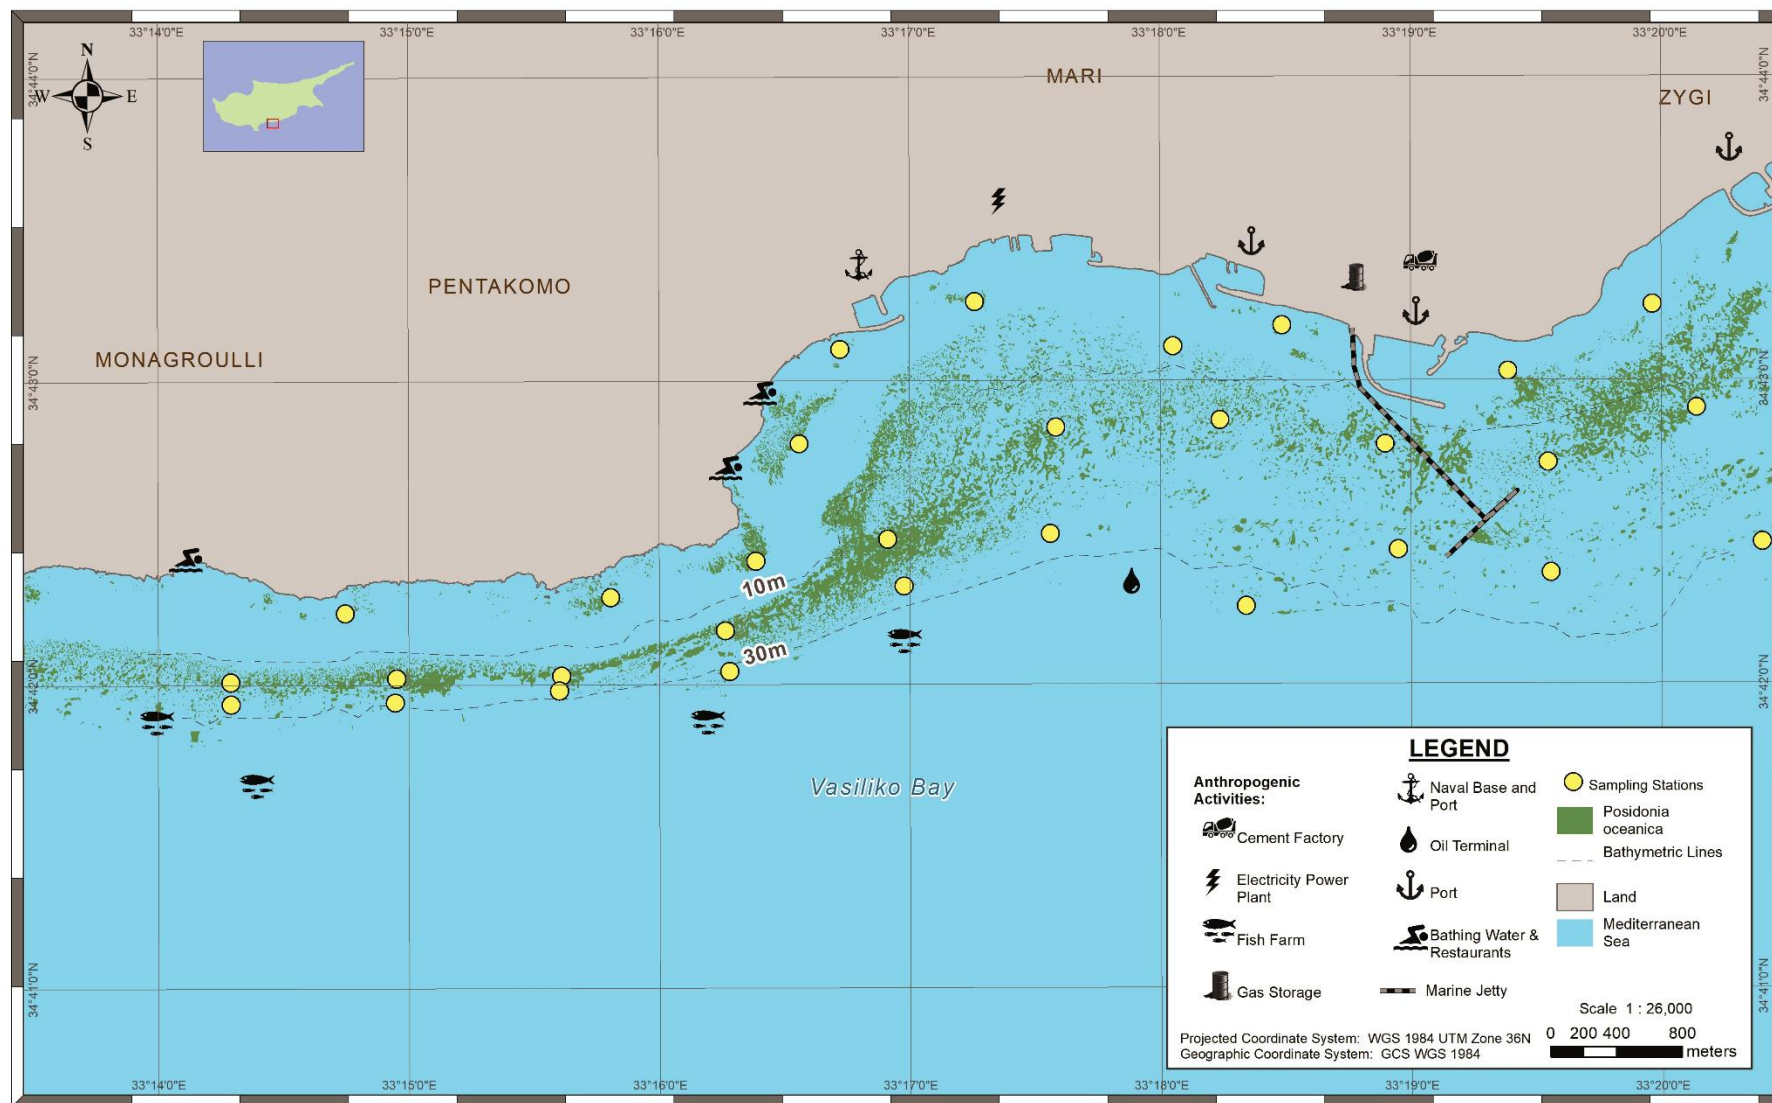 33°14'0"E
33°15'0"E
33°16'0"E
33°17'0"E
33°18'0"E
33°19'0"E
33°20'0"E
34°44'0"N
34°44'0"N
N
W
E
S
MARI
ZYGI
PENTAKOMO
MONAGROULLI
34°43'0"N
34°43'0"N
10m
30m
34°42'0"N
34°42'0"N
Vasiliko Bay
34°41'0"N
34°41'0"N
LEGEND
Anthropogenic
Activities:
Cement Factory
Electricity Power
Plant
Fish Farm
Gas Storage
Naval Base and
Port
Oil Terminal
Port
Bathing Water &
Restaurants
Marine Jetty
Sampling Stations
Posidonia
oceanica
Bathymetric Lines
Land
Mediterranean
Sea
Scale 1 : 26,000
0 200 400 800
meters
Projected Coordinate System: WGS 1984 UTM Zone 36N
Geographic Coordinate System: GCS WGS 1984
33°14'0"E
33°15'0"E
33°16'0"E
33°17'0"E
33°18'0"E
33°19'0"E
33°20'0"E